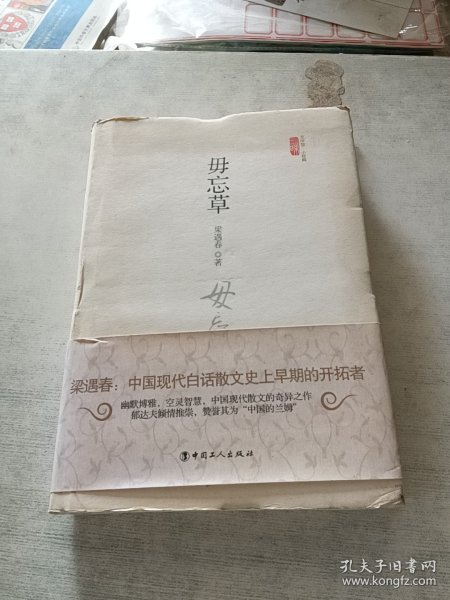 毋忘草
梁遇春◎著
毋忘
梁遇春：中国现代白话散文史上早期的开拓者
幽默博雅，空灵智慧，中国现代散文的奇异之作
郁达夫倾情推崇，赞誉其为“中国的兰姆”
中国工人出版社
孔夫子旧书网
www.kongfz.com